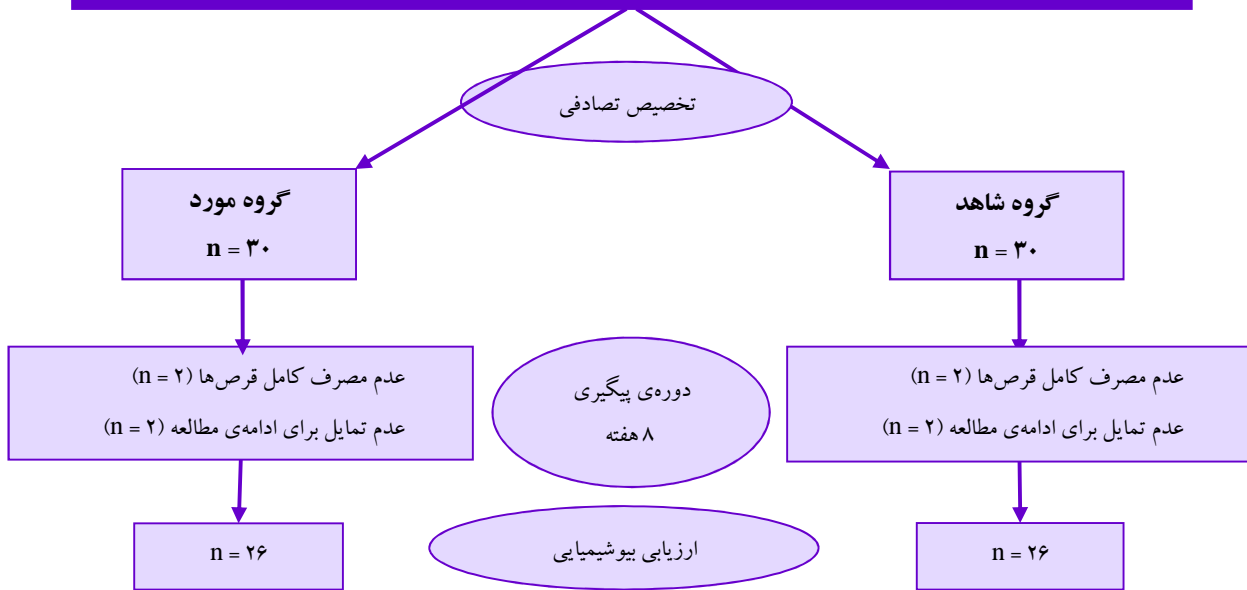 تخصیص تصادفی
گروه شاهد
n = ۳۰
گروه مورد
n = ۳۰
عدم مصرف کامل قرص‌ها (n = ۲)
عدم تمایل برای ادامه‌ی مطالعه (n = ۲)
دوره‌ی پیگیری
۸ هفته
عدم مصرف کامل قرص‌ها (n = ۲)
عدم تمایل برای ادامه‌ی مطالعه (n = ۲)
n = ۲۶
ارزیابی بیوشیمیایی
n = ۲۶